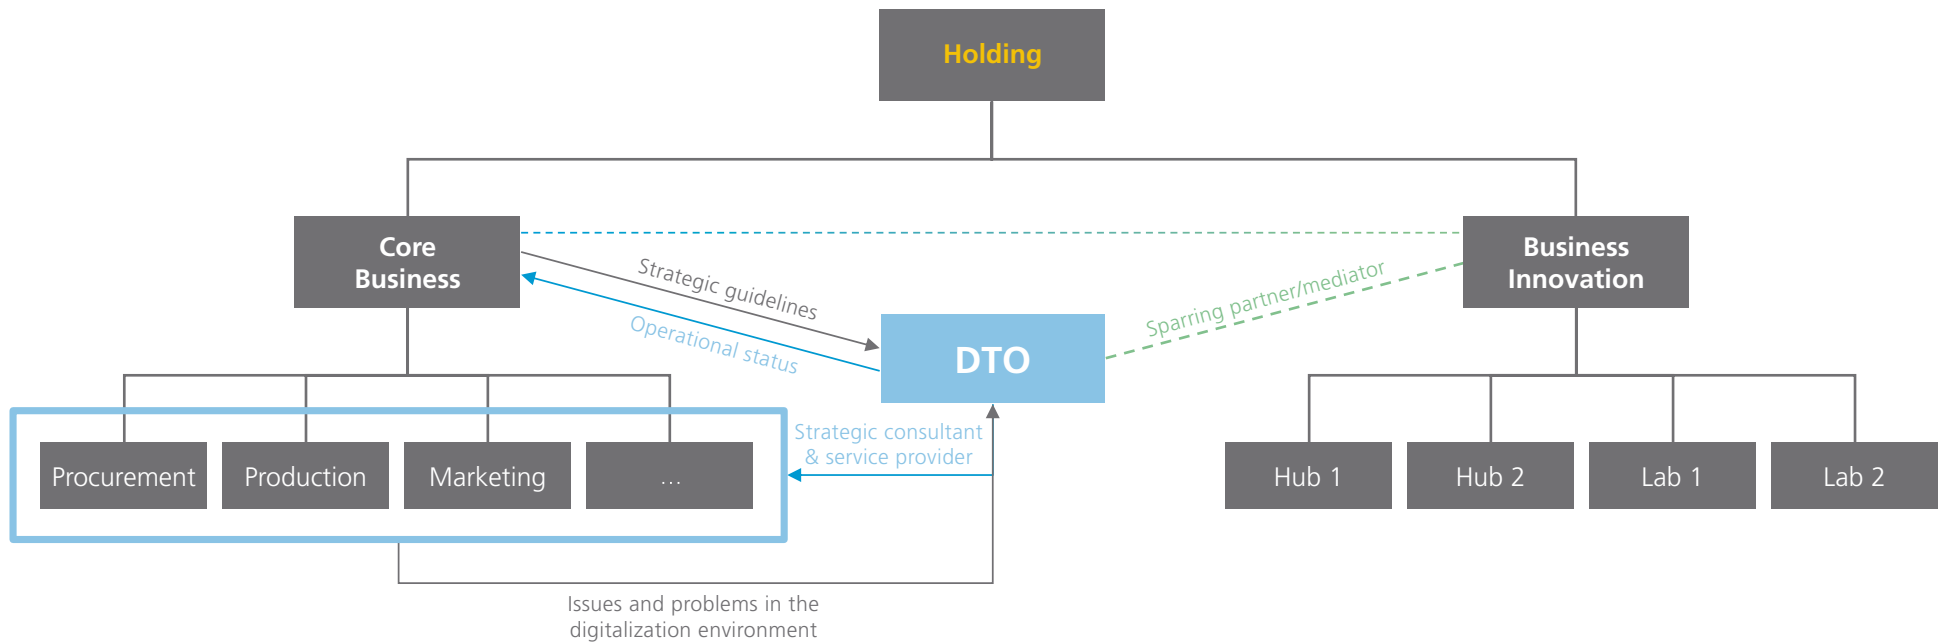 Holding
Core
Business
Business
Innovation
Strategic guidelines
Operational status
Sparring partner/mediator
DTO
Strategic consultant
& service provider
Procurement
Production
Marketing
...
Hub 1
Hub 2
Lab 1
Lab 2
Issues and problems in the
digitalization environment